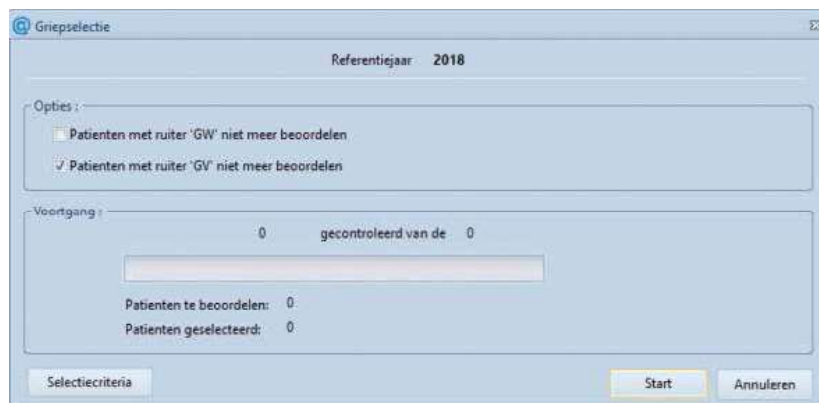 Griepselectie
Referentiejaar 2018
Opties :
Patienten met ruiter 'GW' niet meer beoordelen
Patienten met ruiter 'GV' niet meer beoordelen
Voortgang :
0 gecontroleerd van de 0
Patienten te beoordelen: 0
Patienten geselecteerd: 0
Selectiecriteria Start Annuleren